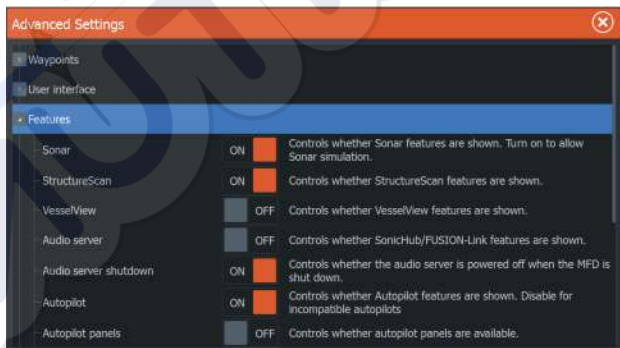 Advanced Settings
Waypoints
User interface
Features
Sonar ON Controls whether Sonar features are shown. Turn on to allow
Sonar simulation.
StructureScan ON Controls whether StructureScan features are shown.
VesselView OFF Controls whether VesselView features are shown.
Audio server OFF Controls whether SonicHub/FUSION-Link features are shown.
Audio server shutdown ON Controls whether the audio server is powered off when the MFD is
shut down.
Autopilot ON Controls whether Autopilot features are shown. Disable for
incompatible autopilots
Autopilot panels OFF Controls whether autopilot panels are available.